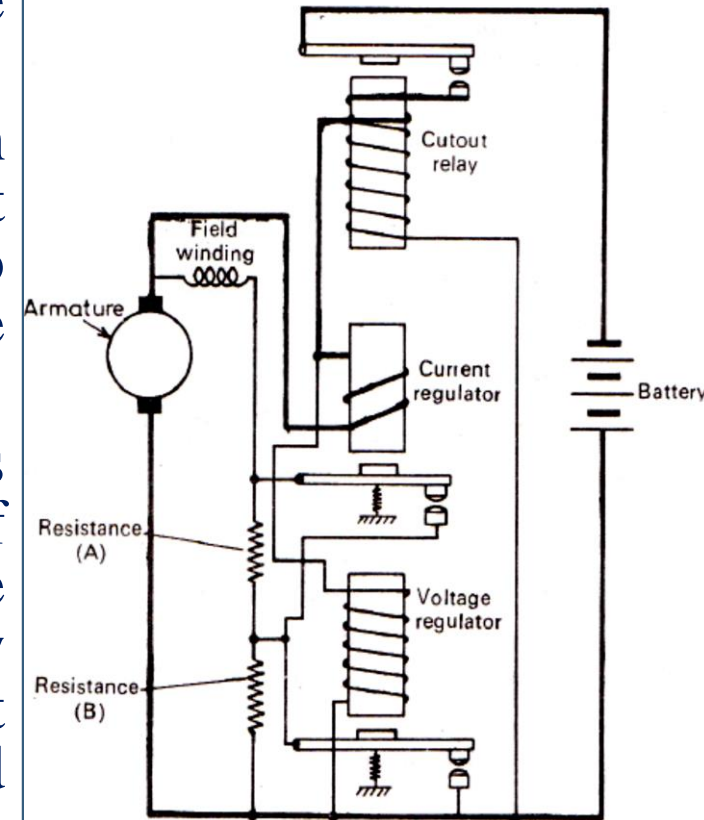 Cutout
relay
Field
winding
Armature
Current
regulator
Battery
Resistance
(A)
Voltage
regulator
Resistance
(B)